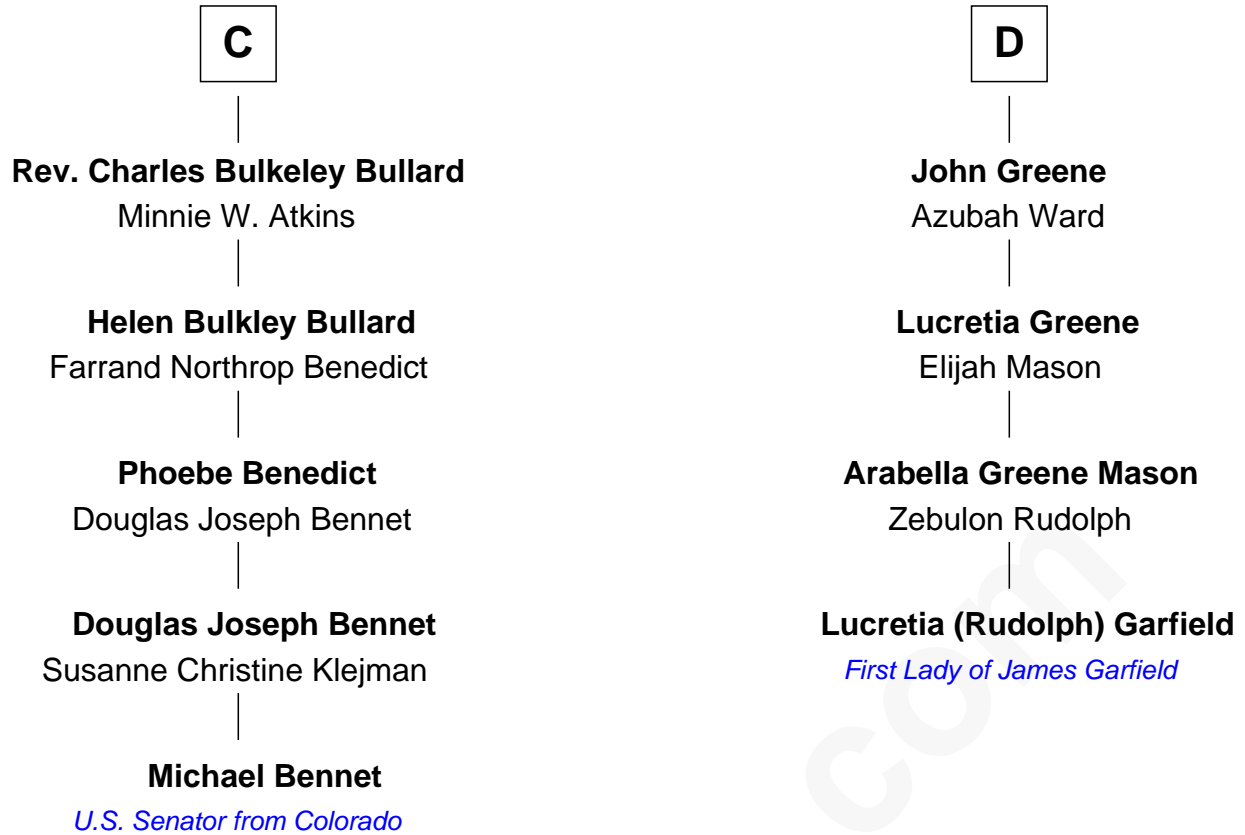 C
Rev. Charles Bulkeley Bullard
Minnie W. Atkins
Helen Bulkley Bullard
Farrand Northrop Benedict
Phoebe Benedict
Douglas Joseph Bennet
Douglas Joseph Bennet
Susanne Christine Klejman
Michael Bennet
U.S. Senator from Colorado
D
John Greene
Azubah Ward
Lucretia Greene
Elijah Mason
Arabella Greene Mason
Zebulon Rudolph
Lucretia (Rudolph) Garfield
First Lady of James Garfield
com